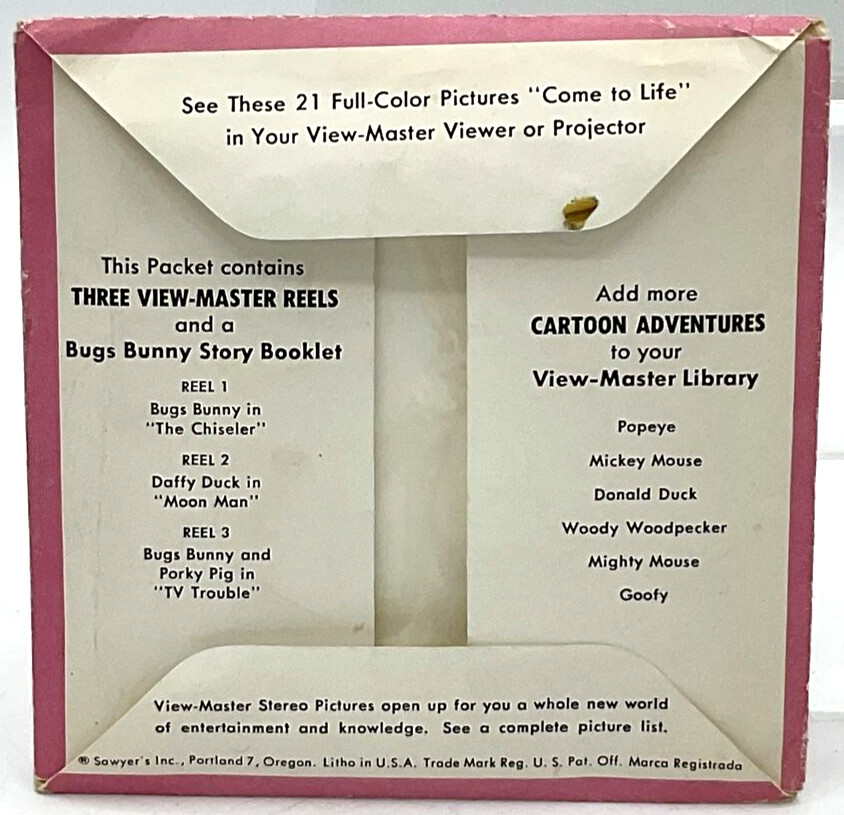 See These 21 Full-Color Pictures "Come to Life"
in Your View-Master Viewer or Projector
This Packet contains
THREE VIEW-MASTER REELS
and a
Bugs Bunny Story Booklet
REEL 1
Bugs Bunny in
"The Chiseler"
REEL 2
Daffy Duck in
"Moon Man"
REEL 3
Bugs Bunny and
Porky Pig in
"TV Trouble"
Add more
CARTOON ADVENTURES
to your
View-Master Library
Popeye
Mickey Mouse
Donald Duck
Woody Woodpecker
Mighty Mouse
Goofy
View-Master Stereo Pictures open up for you a whole new world
of entertainment and knowledge. See a complete picture list.
® Sawyer's Inc., Portland 7, Oregon. Litho in U.S.A. Trade Mark Reg. U. S. Pat. Off. Marca Registrada